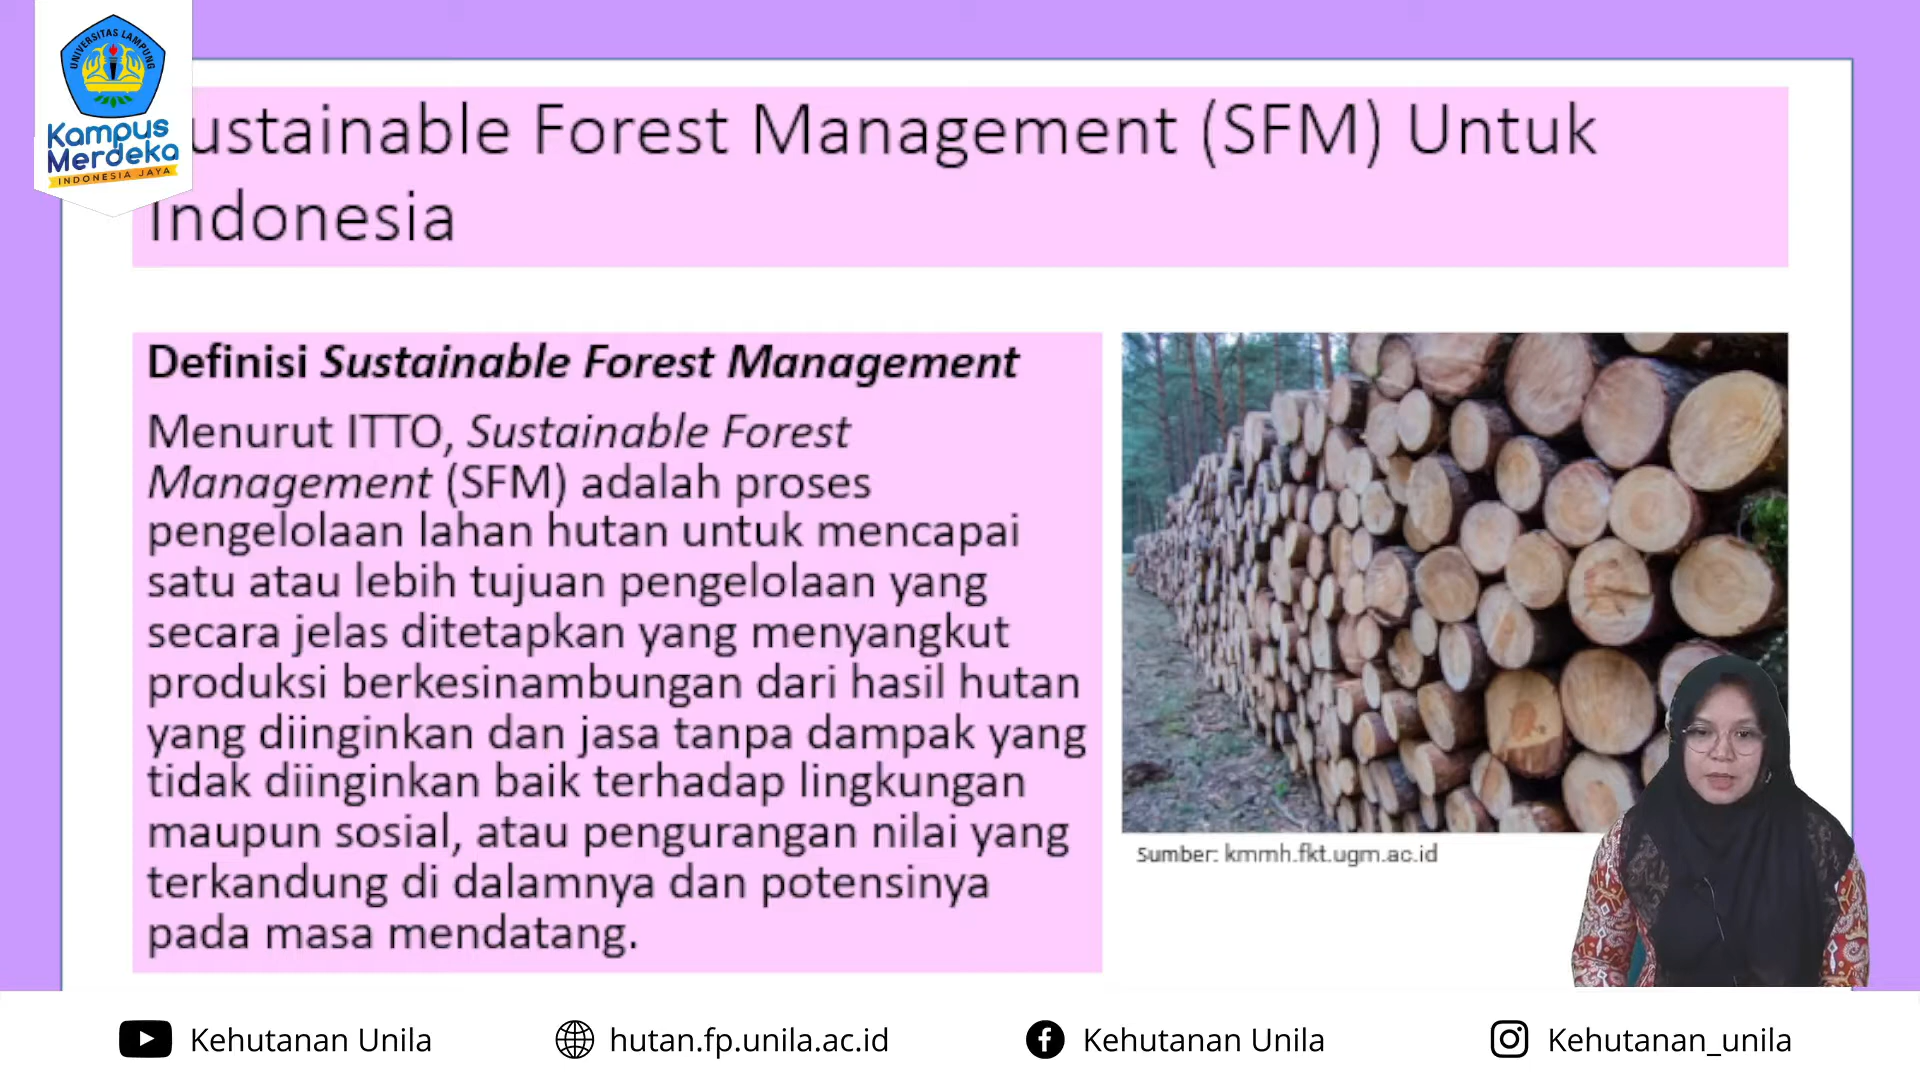 UNIVERSITAS LAMPUNG
Kampus
Merdeka
INDONESIA JAYA
ustainable Forest Management (SFM) Untuk
Indonesia
Definisi Sustainable Forest Management
Menurut ITTO, Sustainable Forest
Management (SFM) adalah proses
pengelolaan lahan hutan untuk mencapai
satu atau lebih tujuan pengelolaan yang
secara jelas ditetapkan yang menyangkut
produksi berkesinambungan dari hasil hutan
yang diinginkan dan jasa tanpa dampak yang
tidak diinginkan baik terhadap lingkungan
maupun sosial, atau pengurangan nilai yang
terkandung di dalamnya dan potensinya
pada masa mendatang.
Sumber: kmmh.fkt.ugm.ac.id
Kehutanan Unila
hutan.fp.unila.ac.id
Kehutanan Unila
Kehutanan_unila